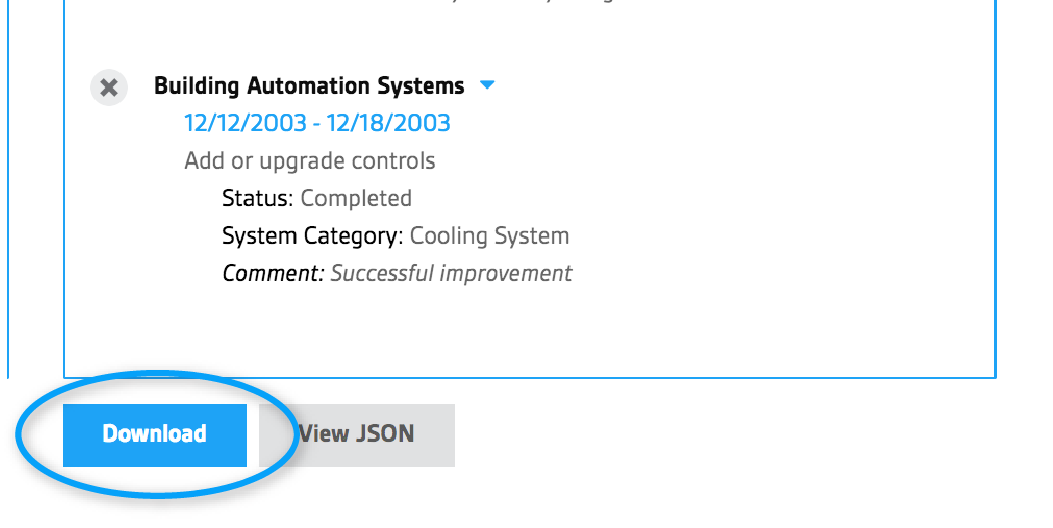 Building Automation Systems
12/12/2003 - 12/18/2003
Add or upgrade controls
Status: Completed
System Category: Cooling System
Comment: Successful improvement
Download
View JSON